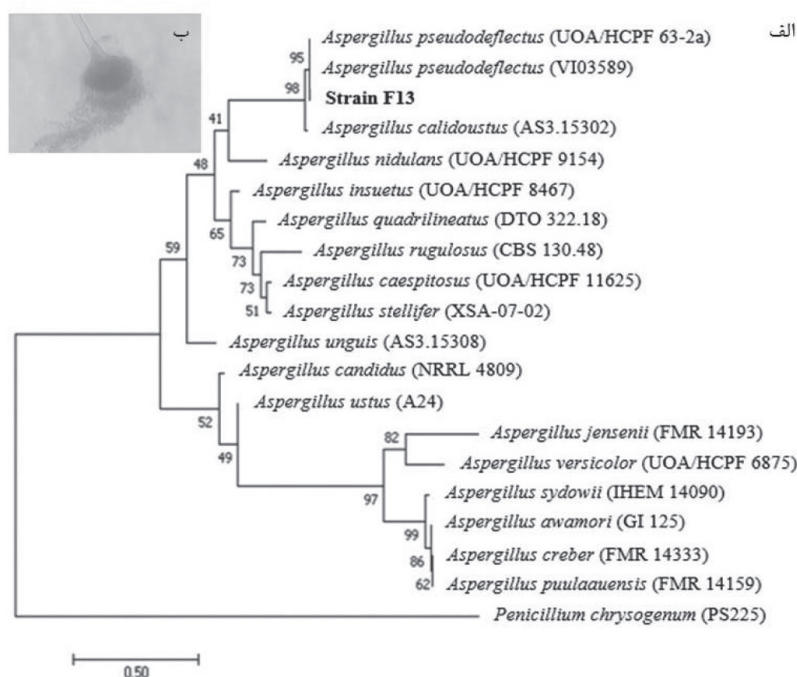 الف
ب
Aspergillus pseudodeflectus (UOA/HCPF 63-2a)
95
Aspergillus pseudodeflectus (VI03589)
98
Strain F13
41
Aspergillus calidoustus (AS3.15302)
48
Aspergillus nidulans (UOA/HCPF 9154)
Aspergillus insuetus (UOA/HCPF 8467)
65
Aspergillus quadrilineatus (DTO 322.18)
59
Aspergillus rugulosus (CBS 130.48)
73
Aspergillus caespitosus (UOA/HCPF 11625)
73
51
Aspergillus stellifer (XSA-07-02)
Aspergillus unguis (AS3.15308)
Aspergillus candidus (NRRL 4809)
Aspergillus ustus (A24)
52
Aspergillus jensenii (FMR 14193)
82
49
Aspergillus versicolor (UOA/HCPF 6875)
97
Aspergillus sydowii (IHEM 14090)
Aspergillus awamori (GI 125)
99
Aspergillus creber (FMR 14333)
86
62
Aspergillus puulaauensis (FMR 14159)
Penicillium chrysogenum (PS225)
0.50